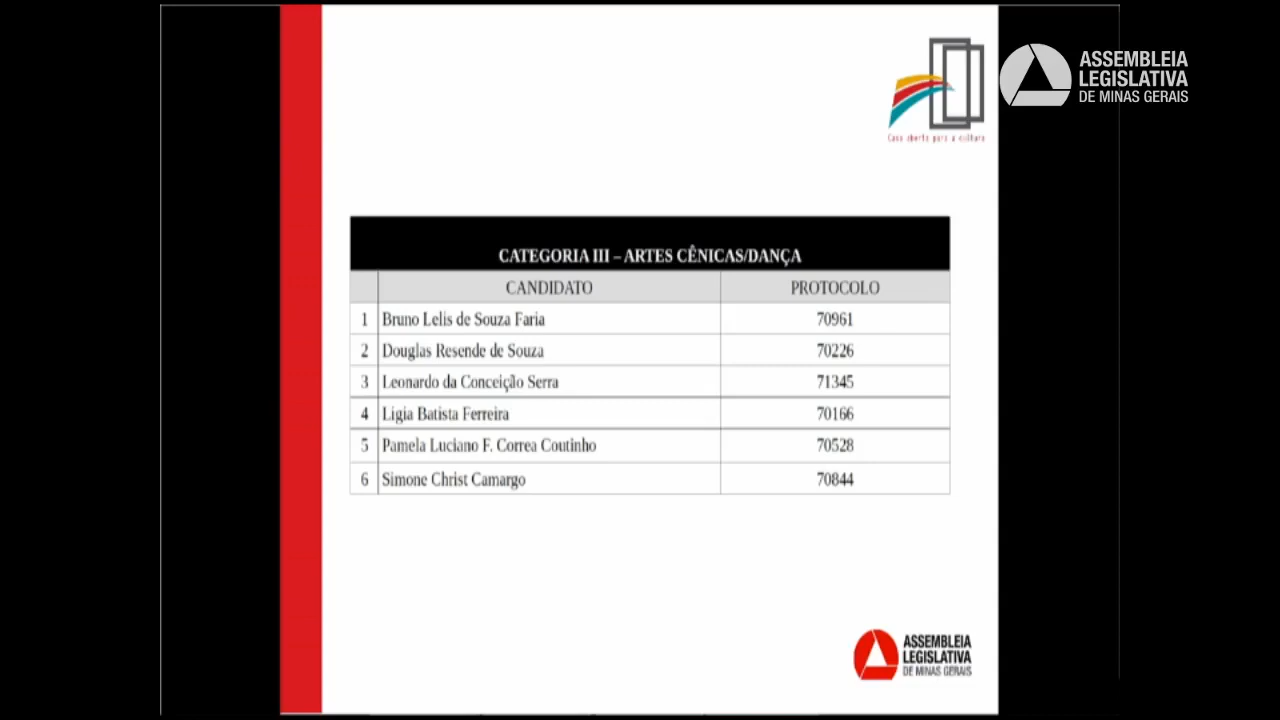 Casa aberta para a cultura
ASSEMBLEIA
LEGISLATIVA
DE MINAS GERAIS
CATEGORIA III – ARTES CÊNICAS/DANÇA
CANDIDATO PROTOCOLO
1 Bruno Lelis de Souza Faria 70961
2 Douglas Resende de Souza 70226
3 Leonardo da Conceição Serra 71345
4 Ligia Batista Ferreira 70166
5 Pamela Luciano F. Correa Coutinho 70528
6 Simone Christ Camargo 70844
ASSEMBLEIA
LEGISLATIVA
DE MINAS GERAIS